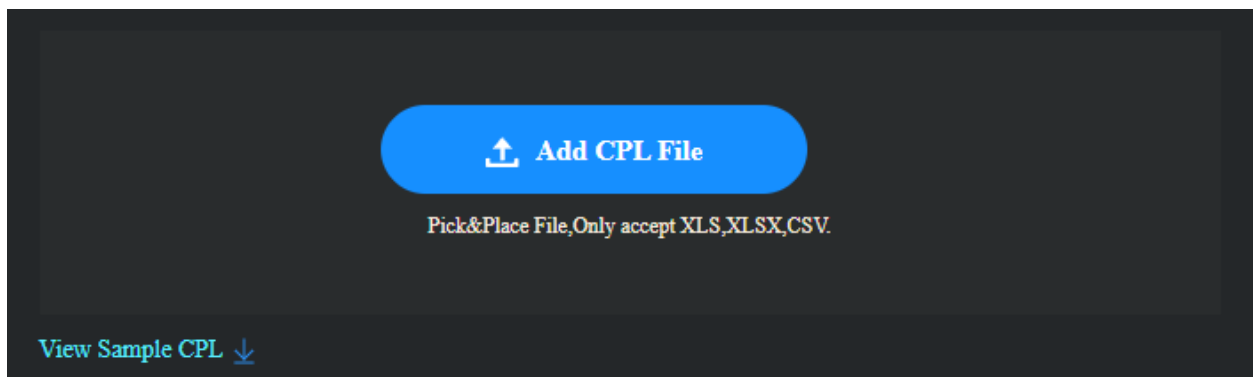 Add CPL File
Pick&Place File,Only accept XLS,XLSX,CSV.
View Sample CPL